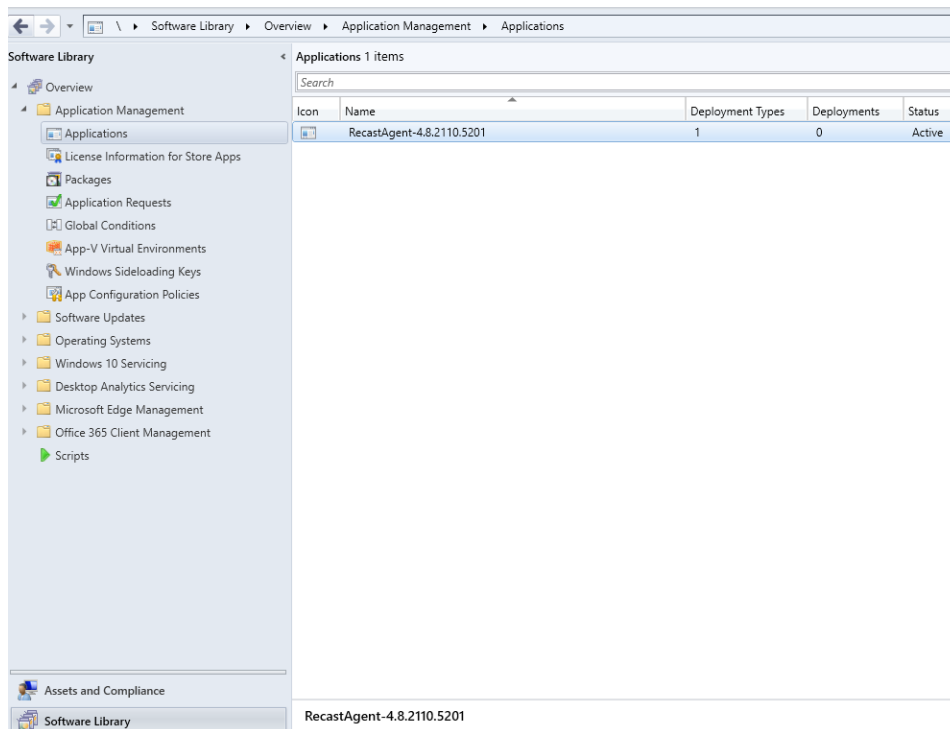 \ Software Library Overview Application Management Applications
Software Library
Overview
Application Management
Applications
License Information for Store Apps
Packages
Application Requests
Global Conditions
App-V Virtual Environments
Windows Sideloading Keys
App Configuration Policies
Software Updates
Operating Systems
Windows 10 Servicing
Desktop Analytics Servicing
Microsoft Edge Management
Office 365 Client Management
Scripts
Assets and Compliance
Software Library
Applications 1 items
Search
Icon Name Deployment Types Deployments Status
RecastAgent-4.8.2110.5201 1 0 Active
RecastAgent-4.8.2110.5201